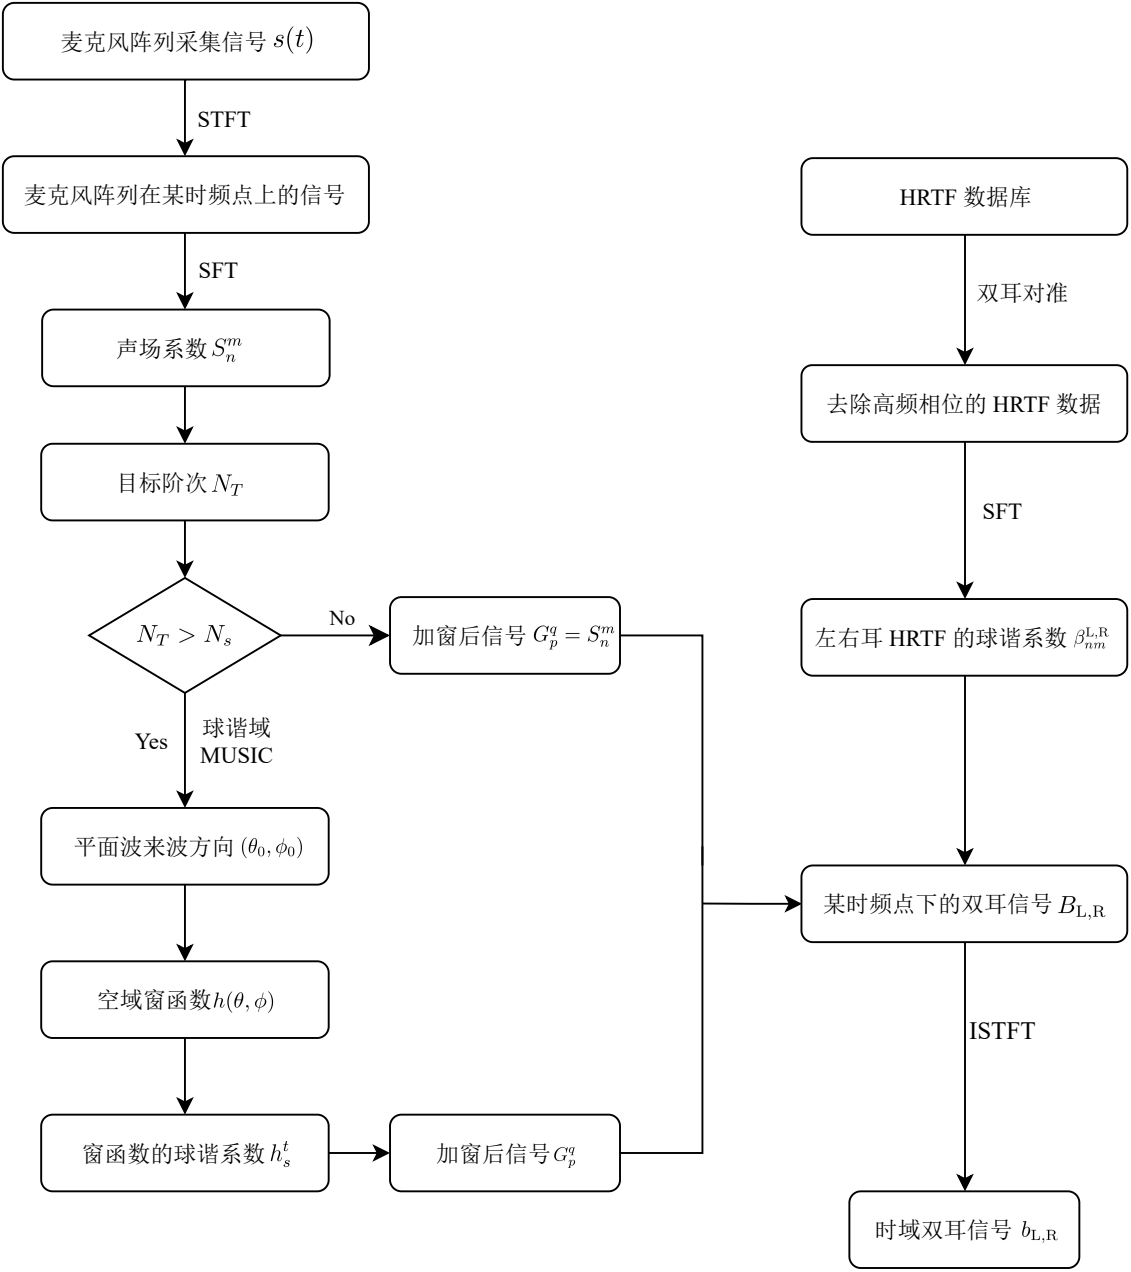 麦克风阵列采集信号 s(t)
STFT
麦克风阵列在某时频点上的信号
SFT
声场系数 S_n^m
目标阶次 N_T
N_T > N_s
No
加窗后信号 G_p^q = S_n^m
Yes
球谐域
MUSIC
平面波来波方向 (θ_0, ϕ_0)
空域窗函数 h(θ, ϕ)
窗函数的球谐系数 h_s^t
加窗后信号 G_p^q
HRTF 数据库
双耳对准
去除高频相位的 HRTF 数据
SFT
左右耳 HRTF 的球谐系数 β_{nm}^{L,R}
某时频点下的双耳信号 B_{L,R}
ISTFT
时域双耳信号 b_{L,R}